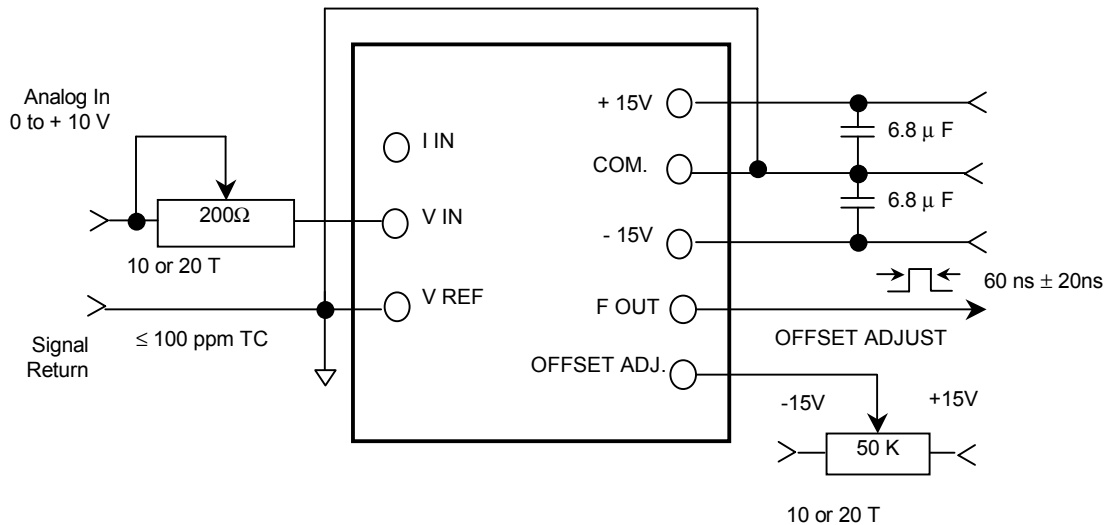 Analog In
0 to + 10 V
200Ω
10 or 20 T
Signal
Return
≤ 100 ppm TC
I IN
V IN
V REF
+ 15V
COM.
- 15V
F OUT
OFFSET ADJ.
6.8 μ F
6.8 μ F
60 ns ± 20ns
OFFSET ADJUST
-15V
+15V
50 K
10 or 20 T